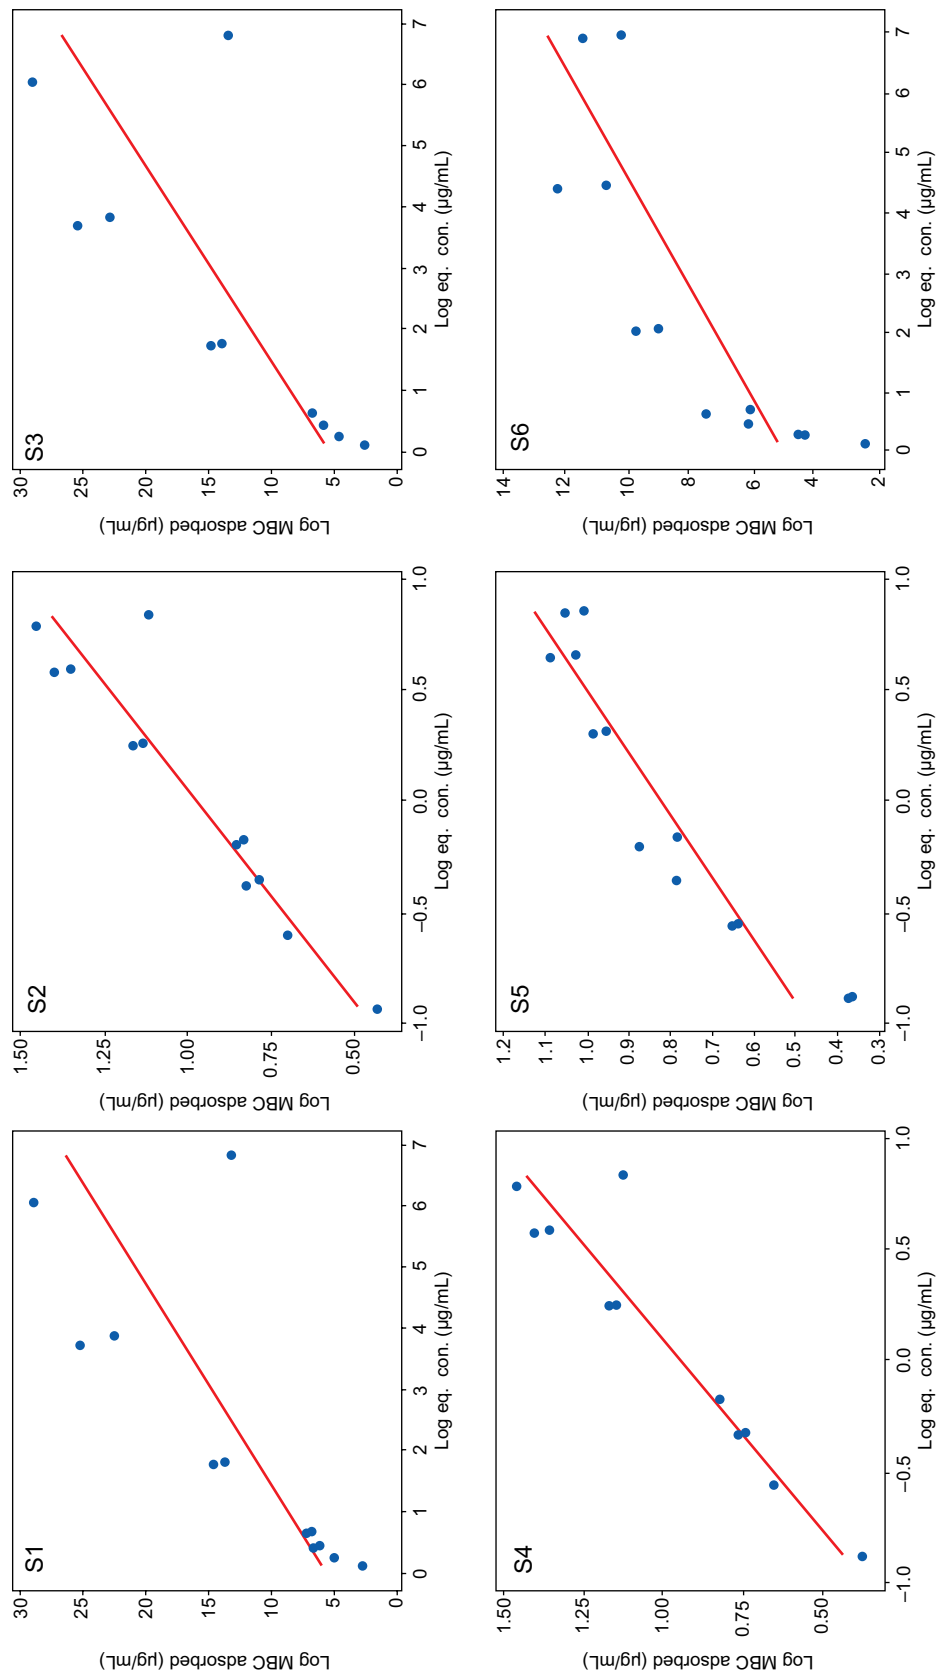 S1
Log MBC adsorbed (µg/mL)
30
25
20
15
10
5
0
0 1 2 3 4 5 6 7
Log eq. con. (µg/mL)
S2
Log MBC adsorbed (µg/mL)
1.50
1.25
1.00
0.75
0.50
−1.0 −0.5 0.0 0.5 1.0
Log eq. con. (µg/mL)
S3
Log MBC adsorbed (µg/mL)
30
25
20
15
10
5
0
0 1 2 3 4 5 6 7
Log eq. con. (µg/mL)
S4
Log MBC adsorbed (µg/mL)
1.50
1.25
1.00
0.75
0.50
−1.0 −0.5 0.0 0.5 1.0
Log eq. con. (µg/mL)
S5
Log MBC adsorbed (µg/mL)
1.2
1.1
1.0
0.9
0.8
0.7
0.6
0.5
0.4
0.3
−1.0 −0.5 0.0 0.5 1.0
Log eq. con. (µg/mL)
S6
Log MBC adsorbed (µg/mL)
14
12
10
8
6
4
2
0 1 2 3 4 5 6 7
Log eq. con. (µg/mL)